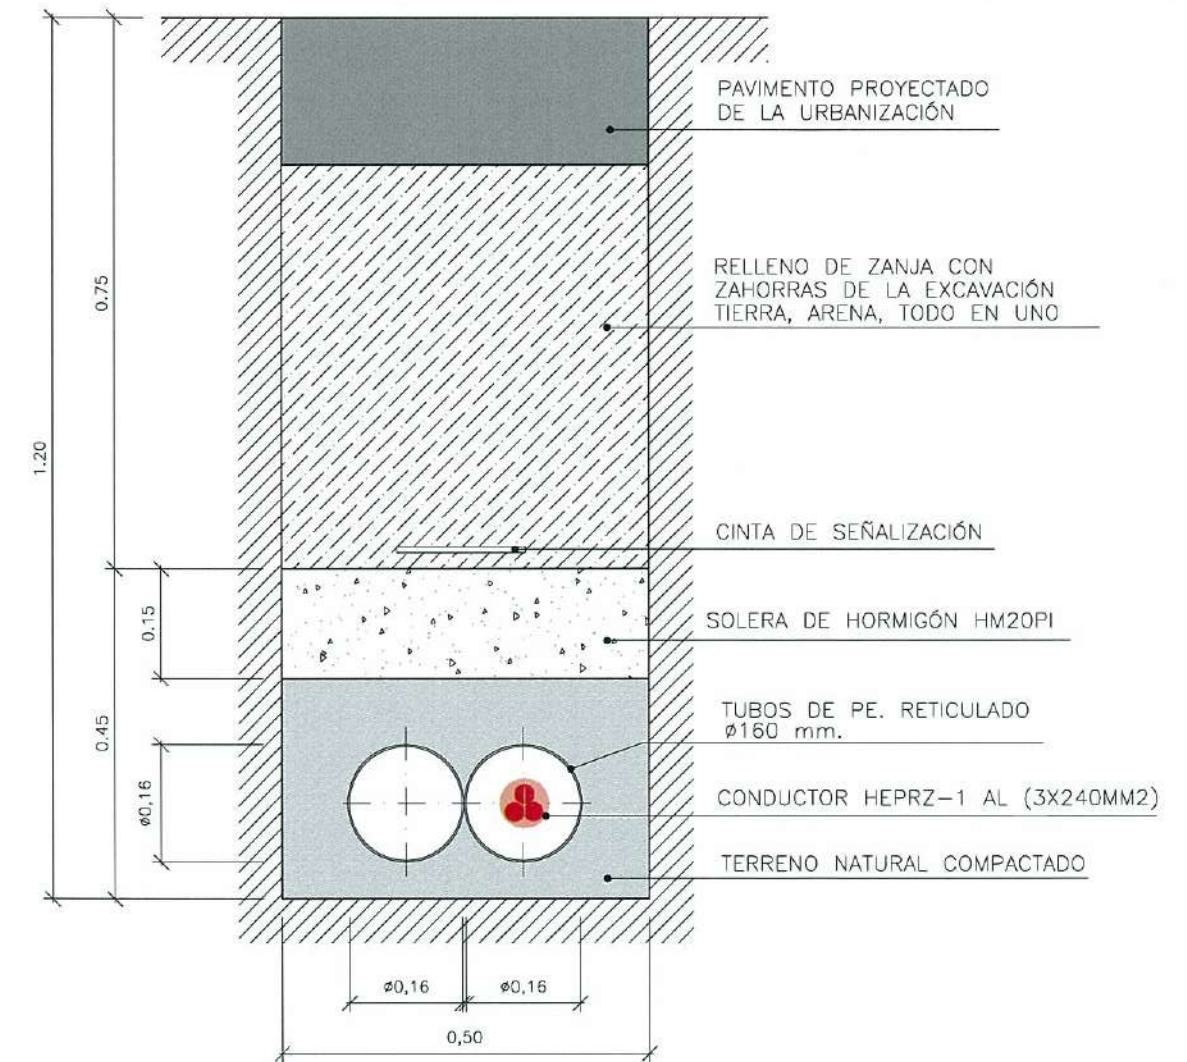 PAVIMENTO PROYECTADO
DE LA URBANIZACIÓN
0.75
RELLENO DE ZANJA CON
ZAHORRAS DE LA EXCAVACIÓN
TIERRA, ARENA, TODO EN UNO
1.20
CINTA DE SEÑALIZACIÓN
0.15
SOLERA DE HORMIGÓN HM20PI
0.45
TUBOS DE PE. RETICULADO
ø160 mm.
ø0,16
CONDUCTOR HEPRZ-1 AL (3X240MM2)
TERRENO NATURAL COMPACTADO
ø0,16 ø0,16
0,50